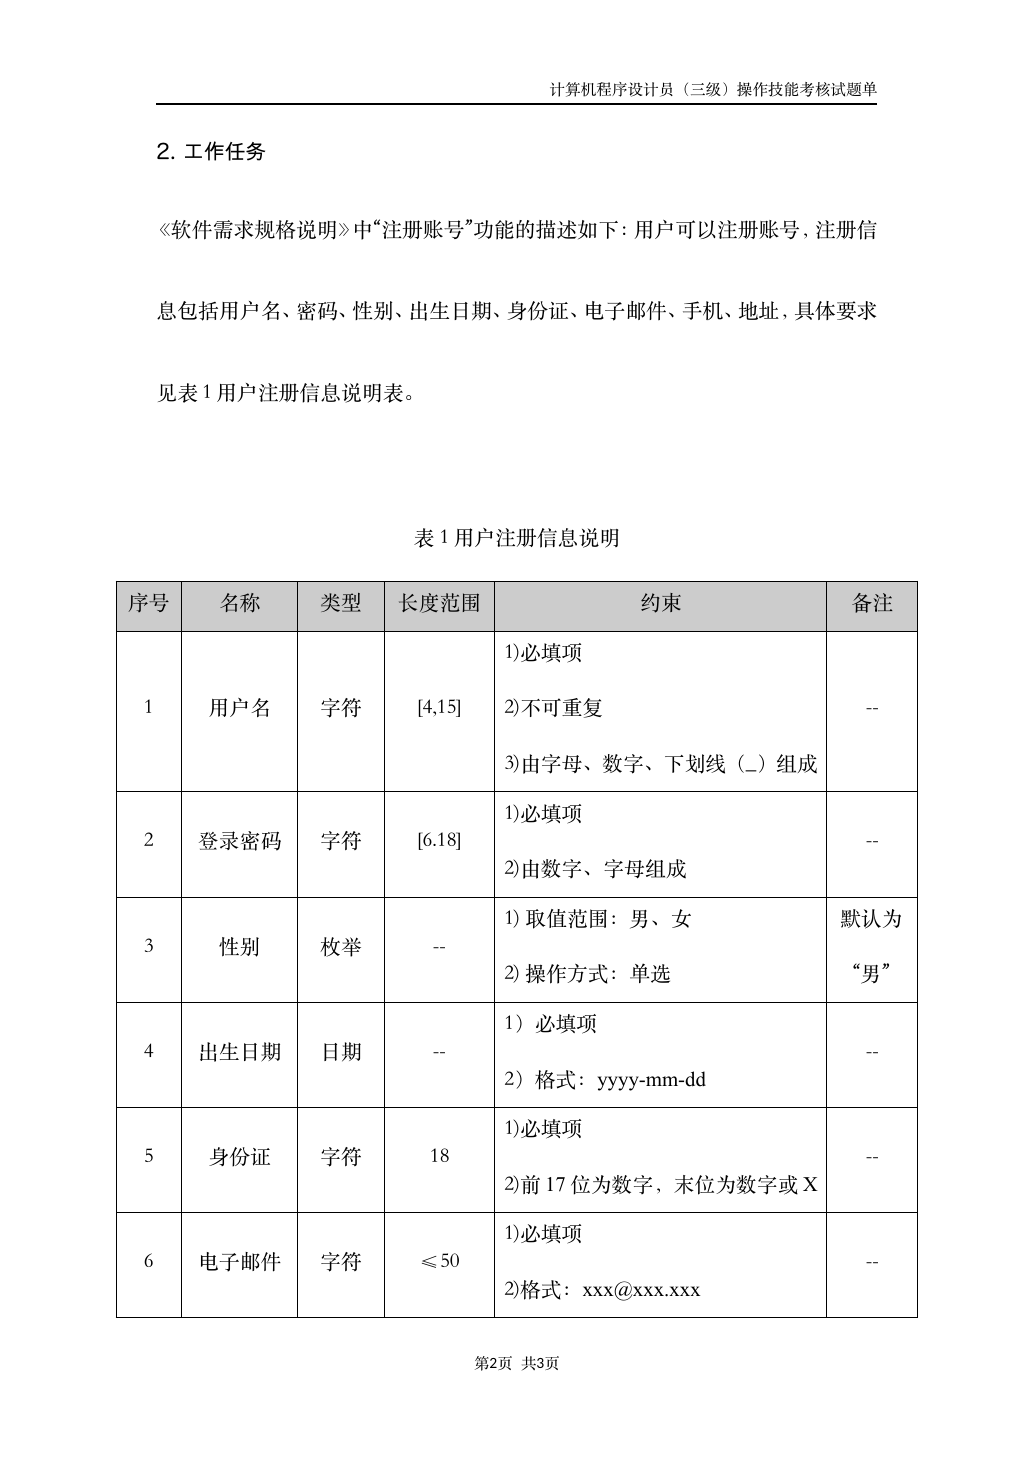 计算机程序设计员（三级）操作技能考核试题单
2. 工作任务
《软件需求规格说明》中“注册账号”功能的描述如下：用户可以注册账号，注册信
息包括用户名、密码、性别、出生日期、身份证、电子邮件、手机、地址，具体要求
见表 1 用户注册信息说明表。
表 1 用户注册信息说明
序号 名称 类型 长度范围 约束 备注
1 用户名 字符 [4,15] 1)必填项
2)不可重复
3)由字母、数字、下划线（_）组成
--
2 登录密码 字符 [6.18] 1)必填项
2)由数字、字母组成
--
3 性别 枚举 -- 1) 取值范围：男、女
2) 操作方式：单选
默认为
“男”
4 出生日期 日期 -- 1）必填项
2）格式：yyyy-mm-dd
--
5 身份证 字符 18 1)必填项
2)前 17 位为数字，末位为数字或 X
--
6 电子邮件 字符 ≤50 1)必填项
2)格式：xxx@xxx.xxx
--
第2页 共3页